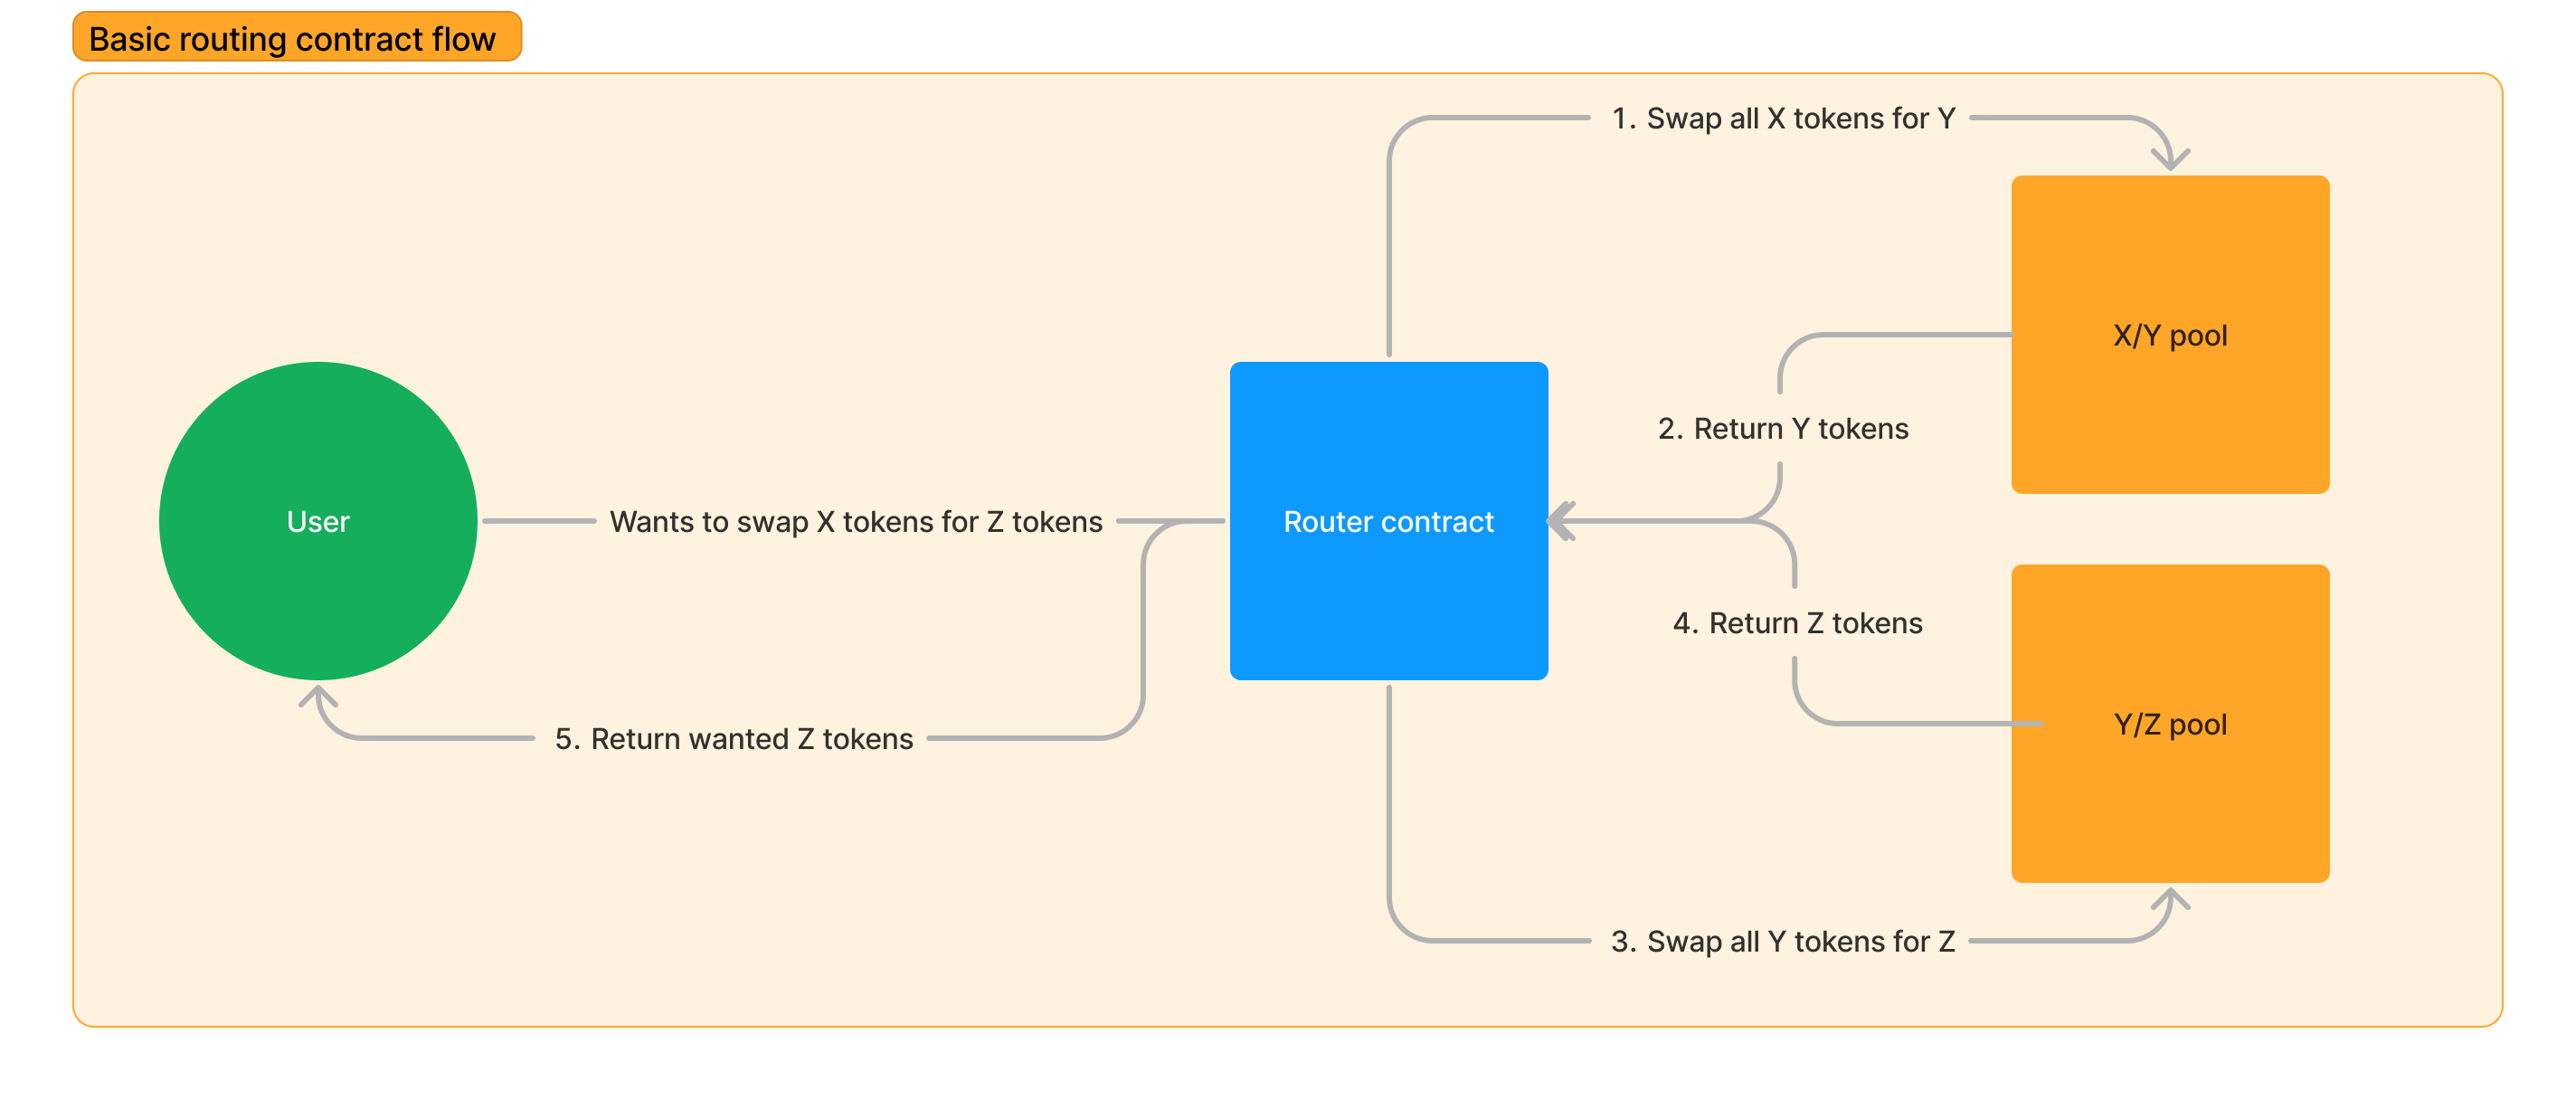 Basic routing contract flow
1. Swap all X tokens for Y
X/Y pool
2. Return Y tokens
User
Wants to swap X tokens for Z tokens
Router contract
4. Return Z tokens
Y/Z pool
5. Return wanted Z tokens
3. Swap all Y tokens for Z